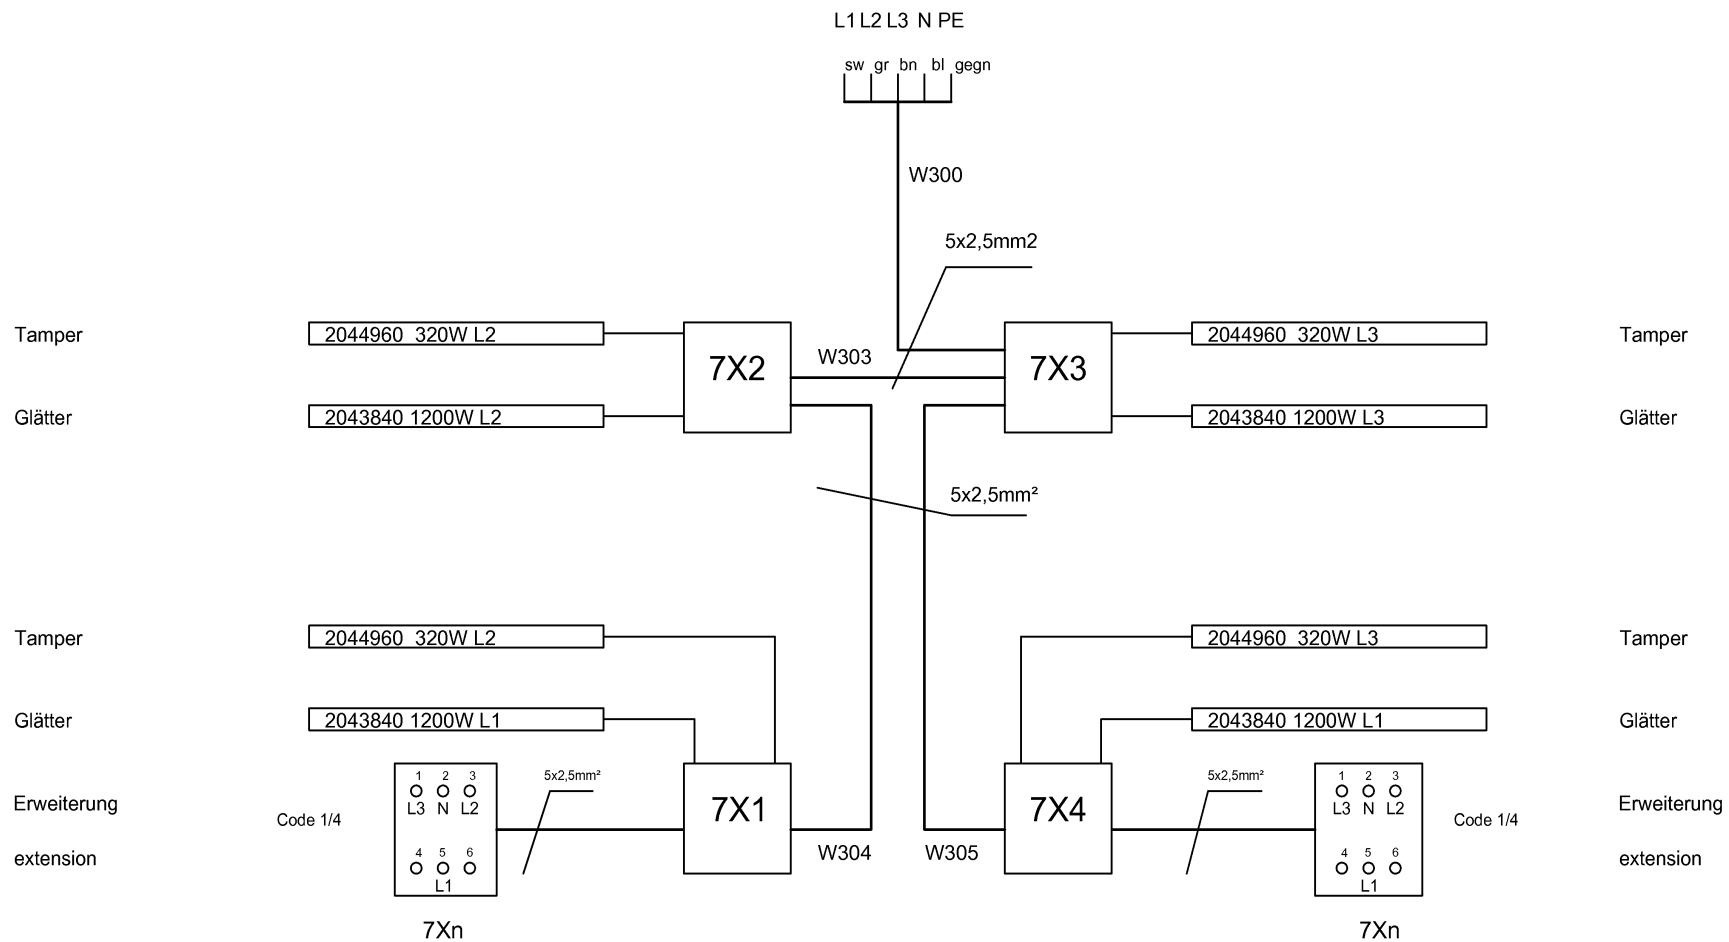 L1 L2 L3 N PE
sw gr bn bl gegn
W300
5x2,5mm2
Tamper 2044960 320W L2 7X2 W303 7X3 2044960 320W L3 Tamper
Glätter 2043840 1200W L2 2043840 1200W L3 Glätter
5x2,5mm²
Tamper 2044960 320W L2 2044960 320W L3 Tamper
Glätter 2043840 1200W L1 2043840 1200W L1 Glätter
1 2 3 5x2,5mm² 5x2,5mm² 1 2 3
Erweiterung L3 N L2 7X1 7X4 L3 N L2 Erweiterung
Code 1/4 Code 1/4
extension 4 5 6 W304 W305 4 5 6 extension
L1 L1
7Xn 7Xn